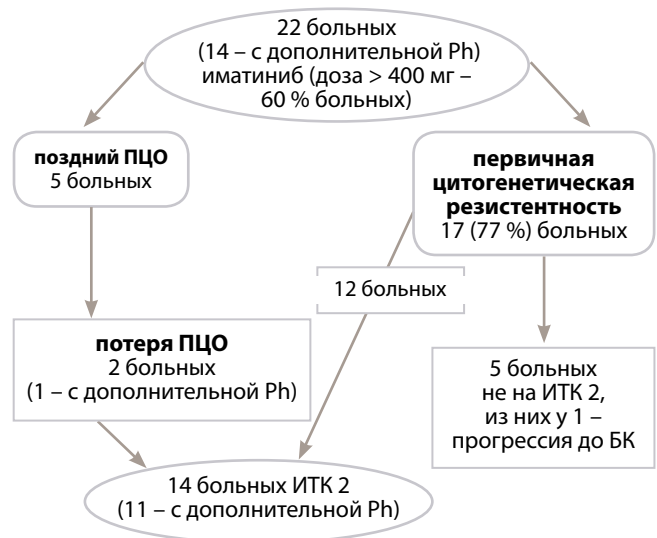 22 больных
(14 – с дополнительной Ph)
иматиниб (доза > 400 мг –
60 % больных)
поздний ПЦО
5 больных
первичная
цитогенетическая
резистентность
17 (77 %) больных
12 больных
потеря ПЦО
2 больных
(1 – с дополнительной Ph)
5 больных
не на ИТК 2,
из них у 1 –
прогрессия до БК
14 больных ИТК 2
(11 – с дополнительной Ph)